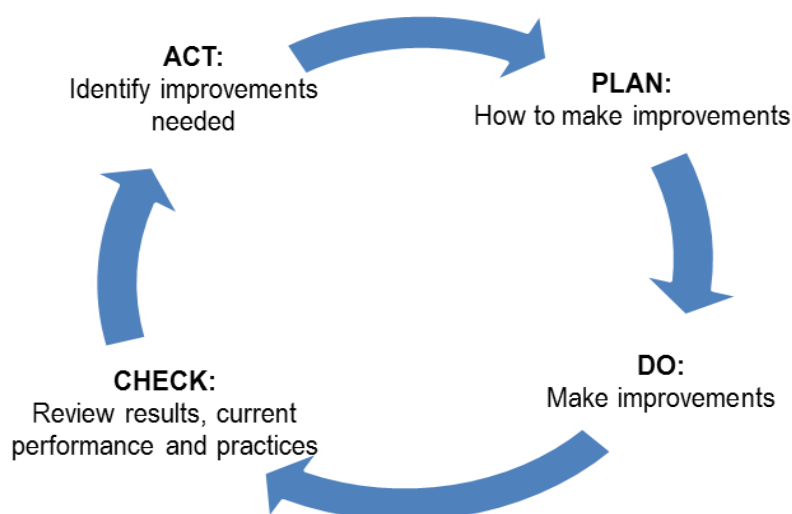 ACT:
Identify improvements
needed
PLAN:
How to make improvements
DO:
Make improvements
CHECK:
Review results, current
performance and practices